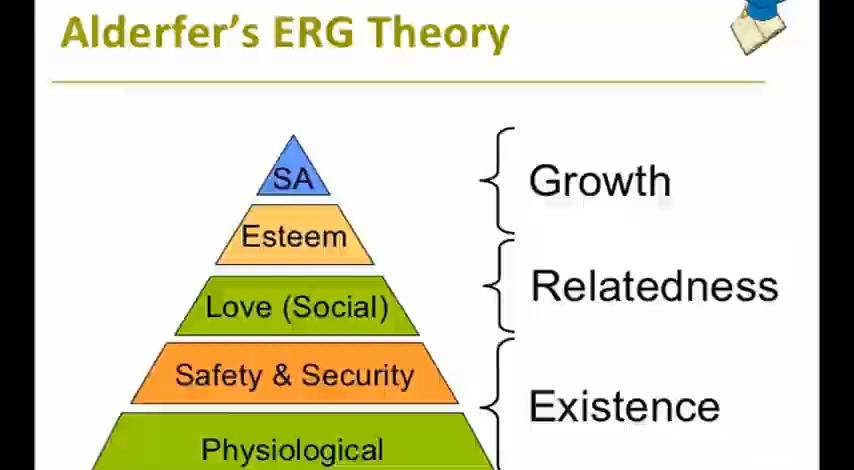 Alderfer's ERG Theory
SA
Growth
Esteem
Relatedness
Love (Social)
Safety & Security
Existence
Physiological